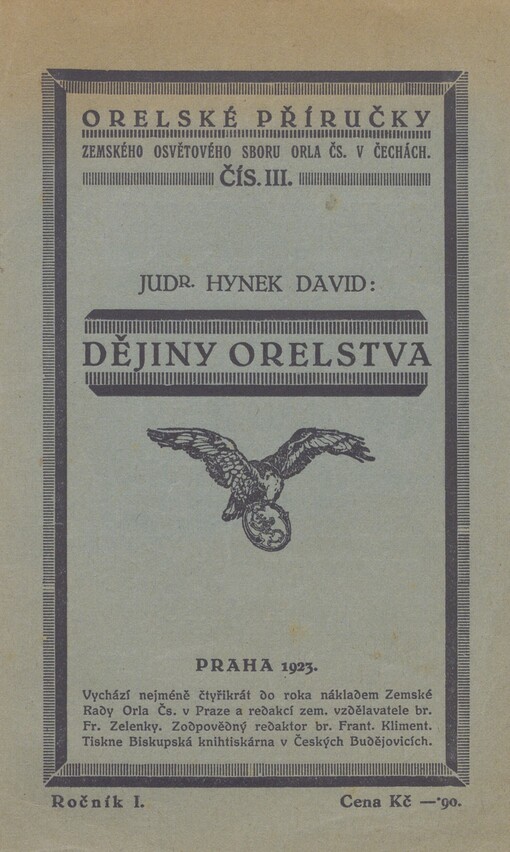 ORELSKÉ PŘÍRUČKY
ZEMSKÉHO OSVĚTOVÉHO SBORU ORLA ČS. V ČECHÁCH.
ČÍS. III.
JUDR. HYNEK DAVID:
DĚJINY ORELSTVA
PRAHA 1923.
Vychází nejméně čtyřikrát do roka nákladem Zemské
Rady Orla Čs. v Praze a redakcí zem. vzdělavatele br.
Fr. Zelenky. Zodpovědný redaktor br. Frant. Kliment.
Tiskne Biskupská knihtiskárna v Českých Budějovicích.
Ročník I.
Cena Kč —·90.